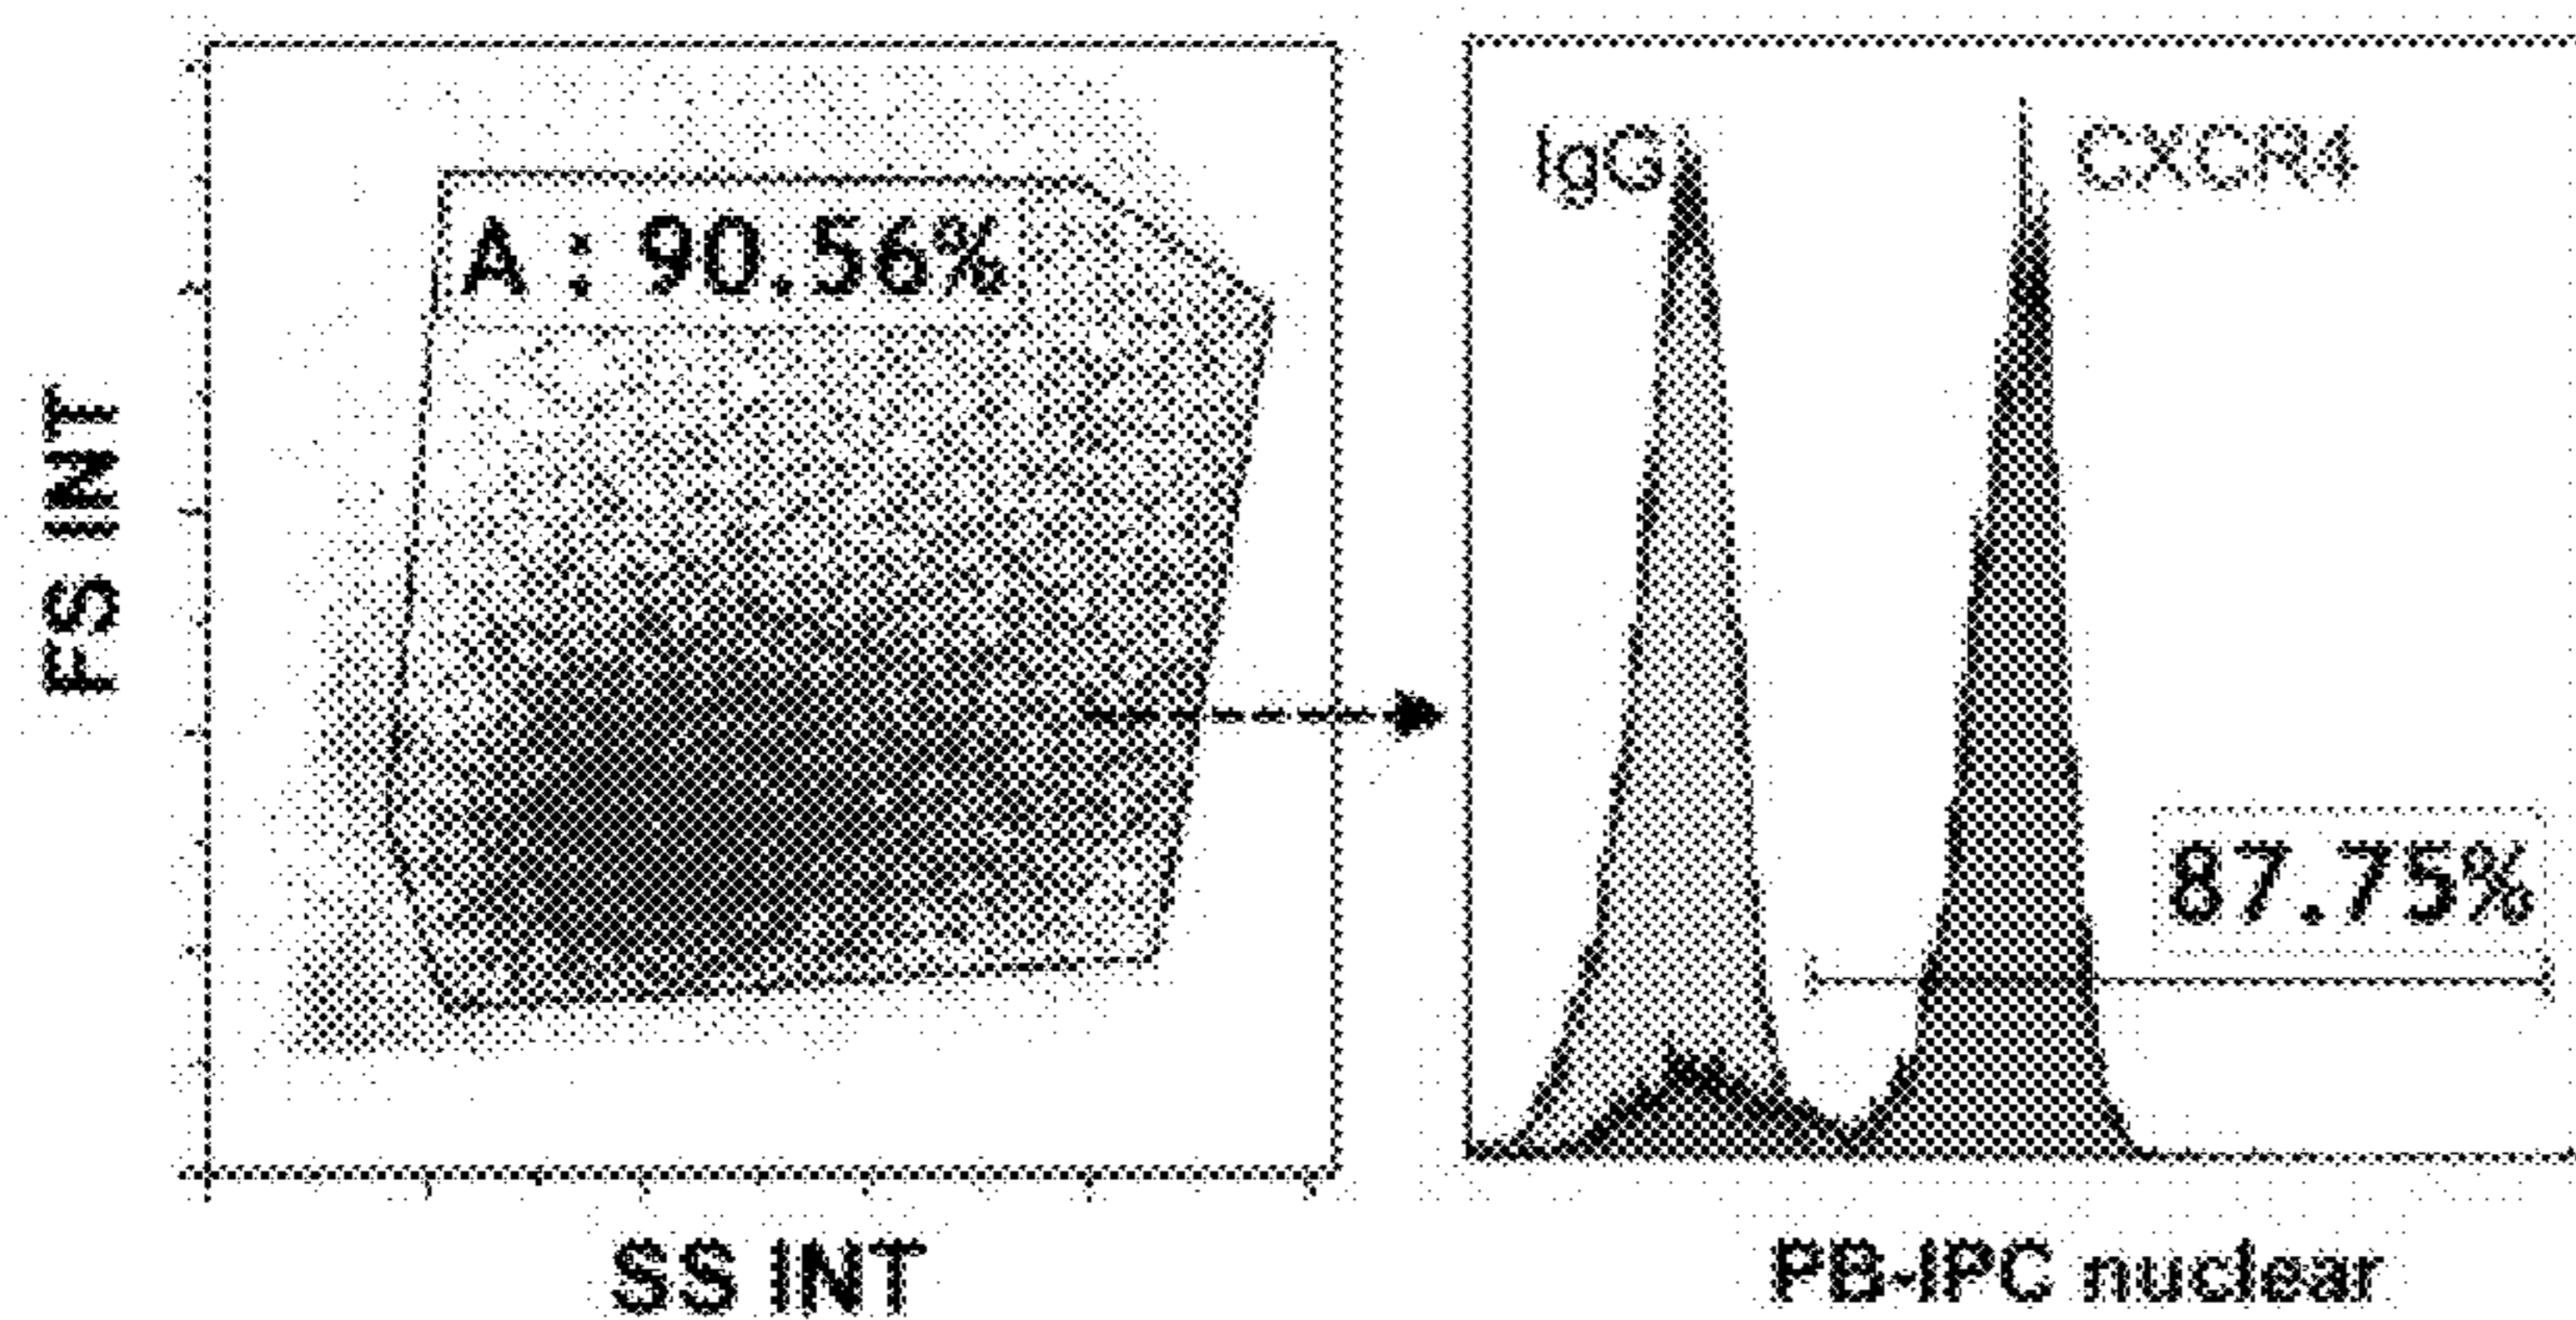 FS INT
A : 90.56%
SS INT
IgG
CXCR4
87.75%
PB-IPC nuclear